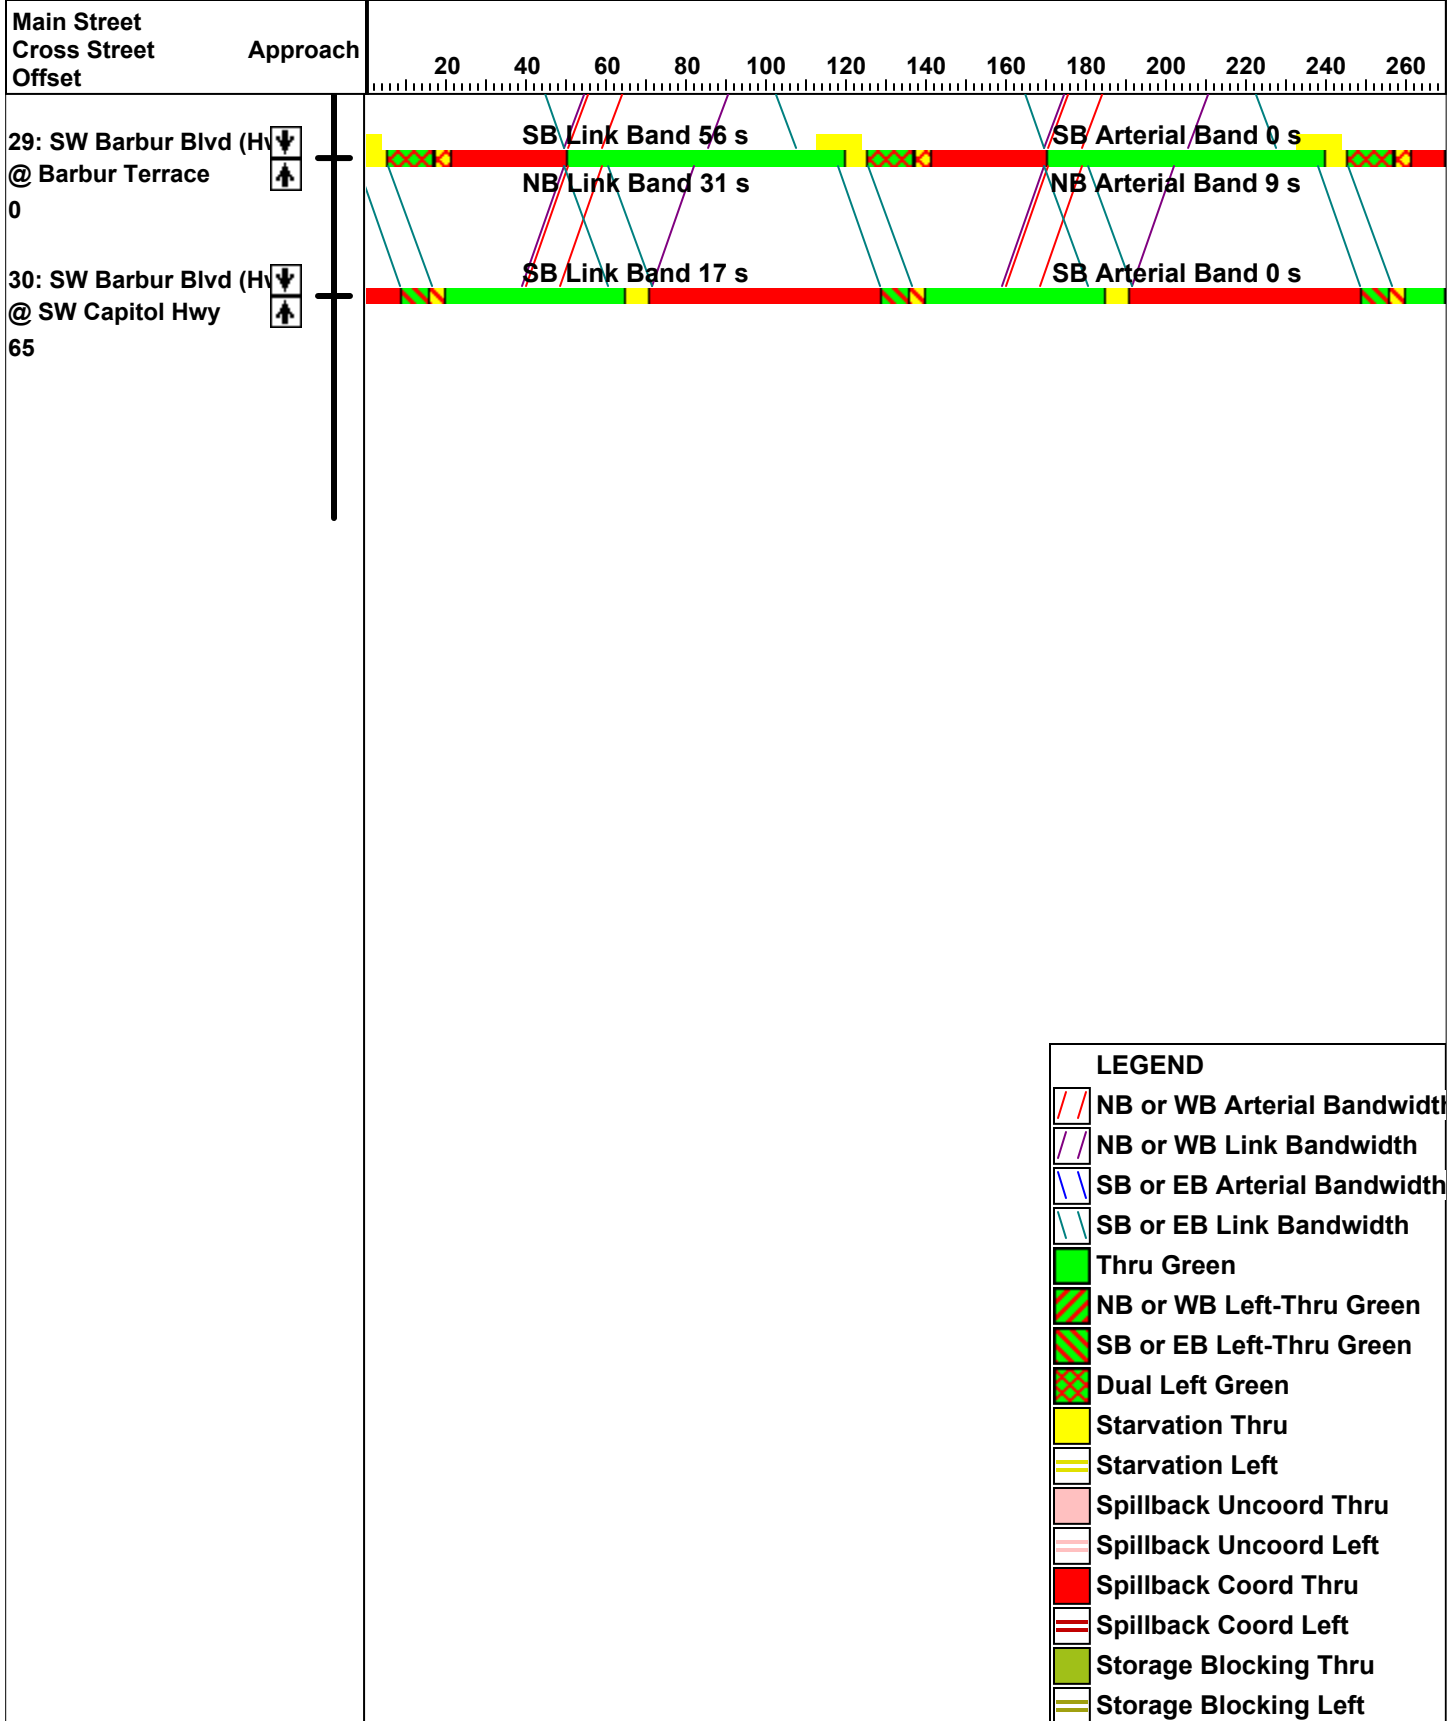 Main Street
Cross Street Approach
Offset
20 40 60 80 100 120 140 160 180 200 220 240 260
29: SW Barbur Blvd (Hw
@ Barbur Terrace
0
SB Link Band 56 s SB Arterial Band 0 s
NB Link Band 31 s NB Arterial Band 9 s
30: SW Barbur Blvd (Hw
@ SW Capitol Hwy
65
SB Link Band 17 s SB Arterial Band 0 s
LEGEND
NB or WB Arterial Bandwidth
NB or WB Link Bandwidth
SB or EB Arterial Bandwidth
SB or EB Link Bandwidth
Thru Green
NB or WB Left-Thru Green
SB or EB Left-Thru Green
Dual Left Green
Starvation Thru
Starvation Left
Spillback Uncoord Thru
Spillback Uncoord Left
Spillback Coord Thru
Spillback Coord Left
Storage Blocking Thru
Storage Blocking Left